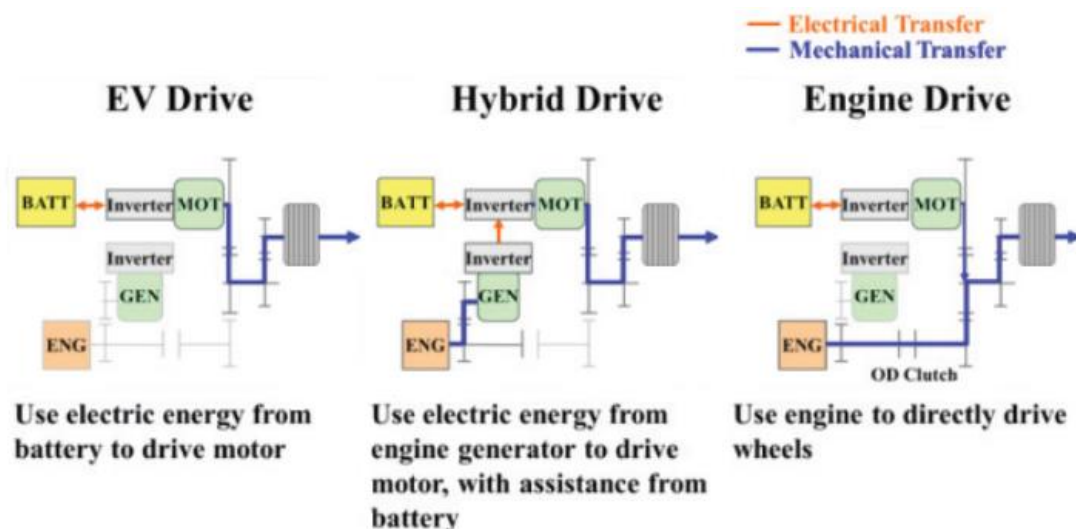 Electrical Transfer
Mechanical Transfer
EV Drive
Hybrid Drive
Engine Drive
BATT
Inverter
MOT
Inverter
GEN
ENG
BATT
Inverter
MOT
Inverter
GEN
ENG
BATT
Inverter
MOT
Inverter
GEN
ENG
OD Clutch
Use electric energy from
battery to drive motor
Use electric energy from
engine generator to drive
motor, with assistance from
battery
Use engine to directly drive
wheels